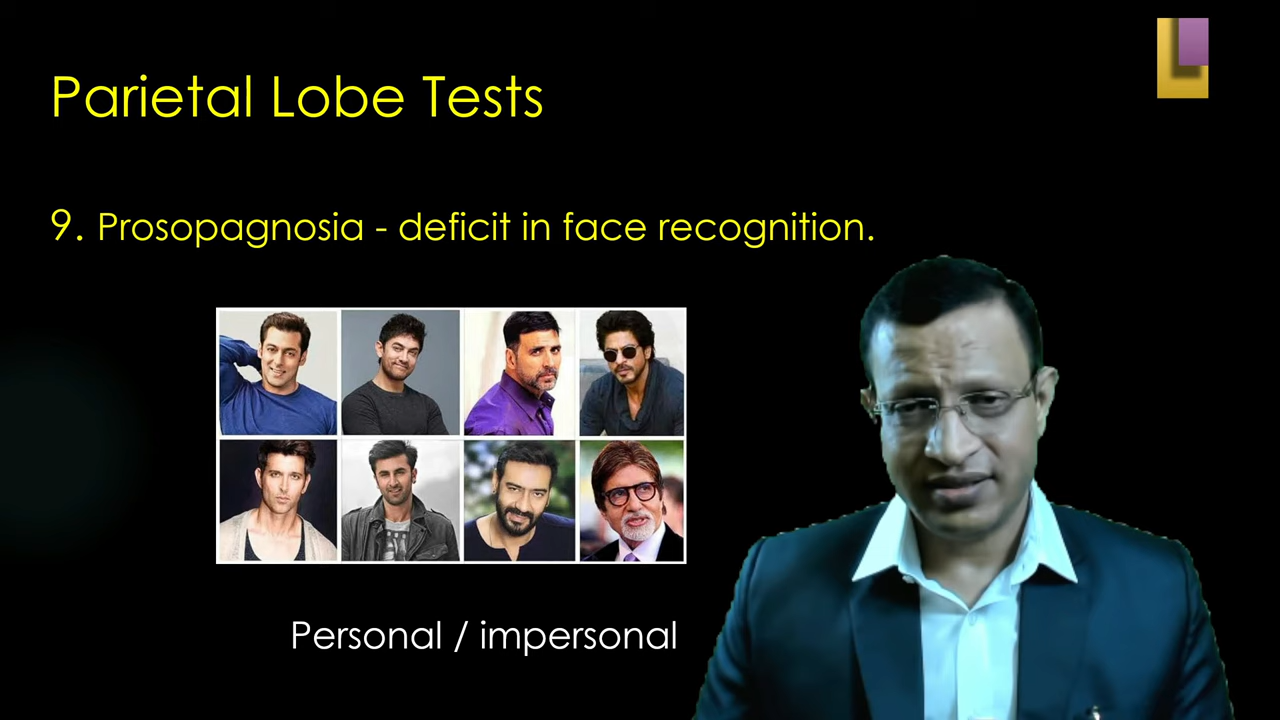 Parietal Lobe Tests
9. Prosopagnosia - deficit in face recognition.
Personal / impersonal